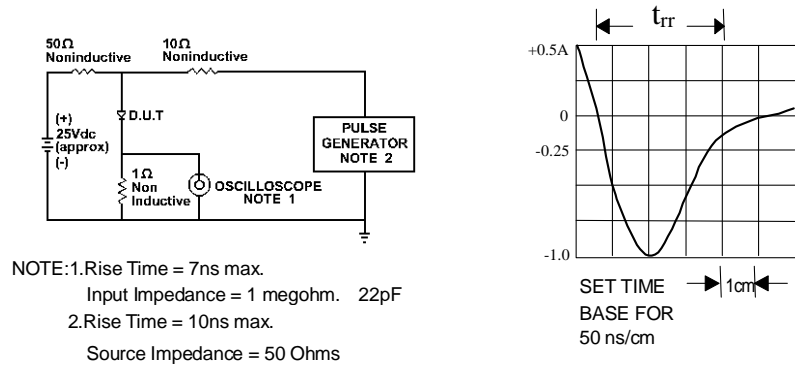 50Ω
Noninductive
10Ω
Noninductive
D.U.T
(+)
25Vdc
(approx)
(-)
1Ω
Non
Inductive
OSCILLOSCOPE
NOTE 1
PULSE
GENERATOR
NOTE 2
NOTE:1.Rise Time = 7ns max.
Input Impedance = 1 megohm. 22pF
2.Rise Time = 10ns max.
Source Impedance = 50 Ohms
trr
+0.5A
0
-0.25
-1.0
SET TIME
BASE FOR
50 ns/cm
1cm